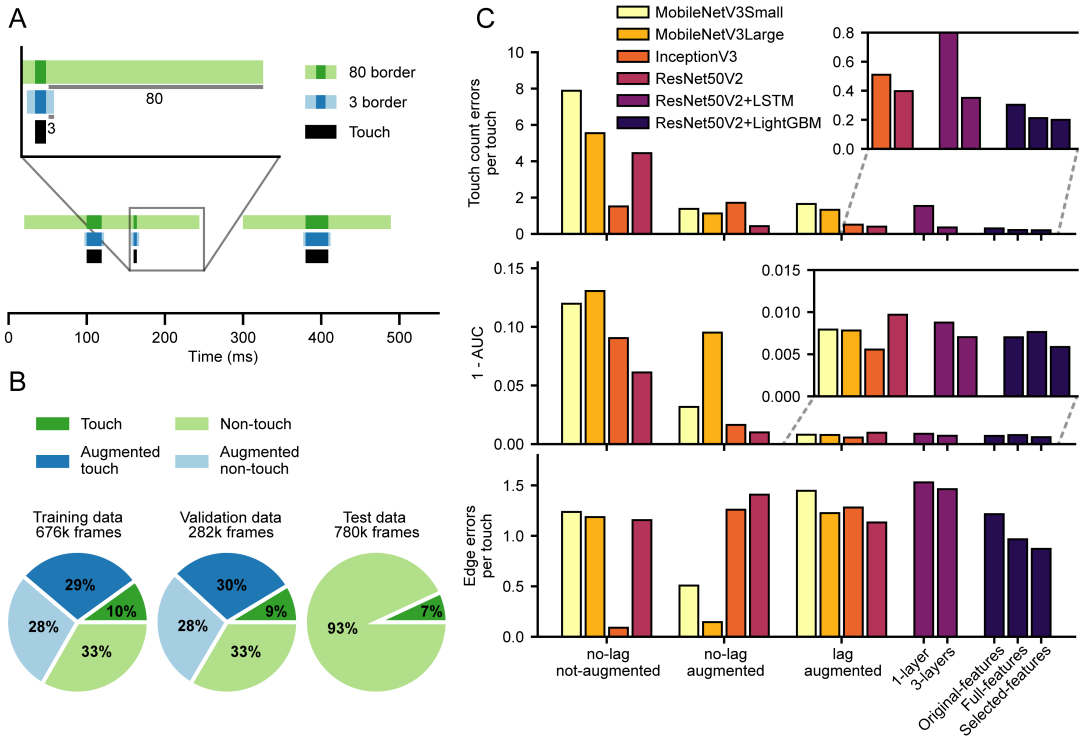 A
80
3
80 border
3 border
Touch
0
100
200
300
400
500
Time (ms)
B
Touch
Non-touch
Augmented
touch
Augmented
non-touch
Training data
676k frames
29%
10%
28%
33%
Validation data
282k frames
30%
9%
28%
33%
Test data
780k frames
93%
7%
C
MobileNetV3Small
MobileNetV3Large
InceptionV3
ResNet50V2
ResNet50V2+LSTM
ResNet50V2+LightGBM
Touch count errors
per touch
10
8
6
4
2
0
0.8
0.6
0.4
0.2
0.0
1 - AUC
0.15
0.10
0.05
0.00
0.015
0.010
0.005
0.000
Edge errors
per touch
1.5
1.0
0.5
0.0
no-lag
not-augmented
no-lag
augmented
lag
augmented
1-layer
3-layers
Original-features
Full-features
Selected-features